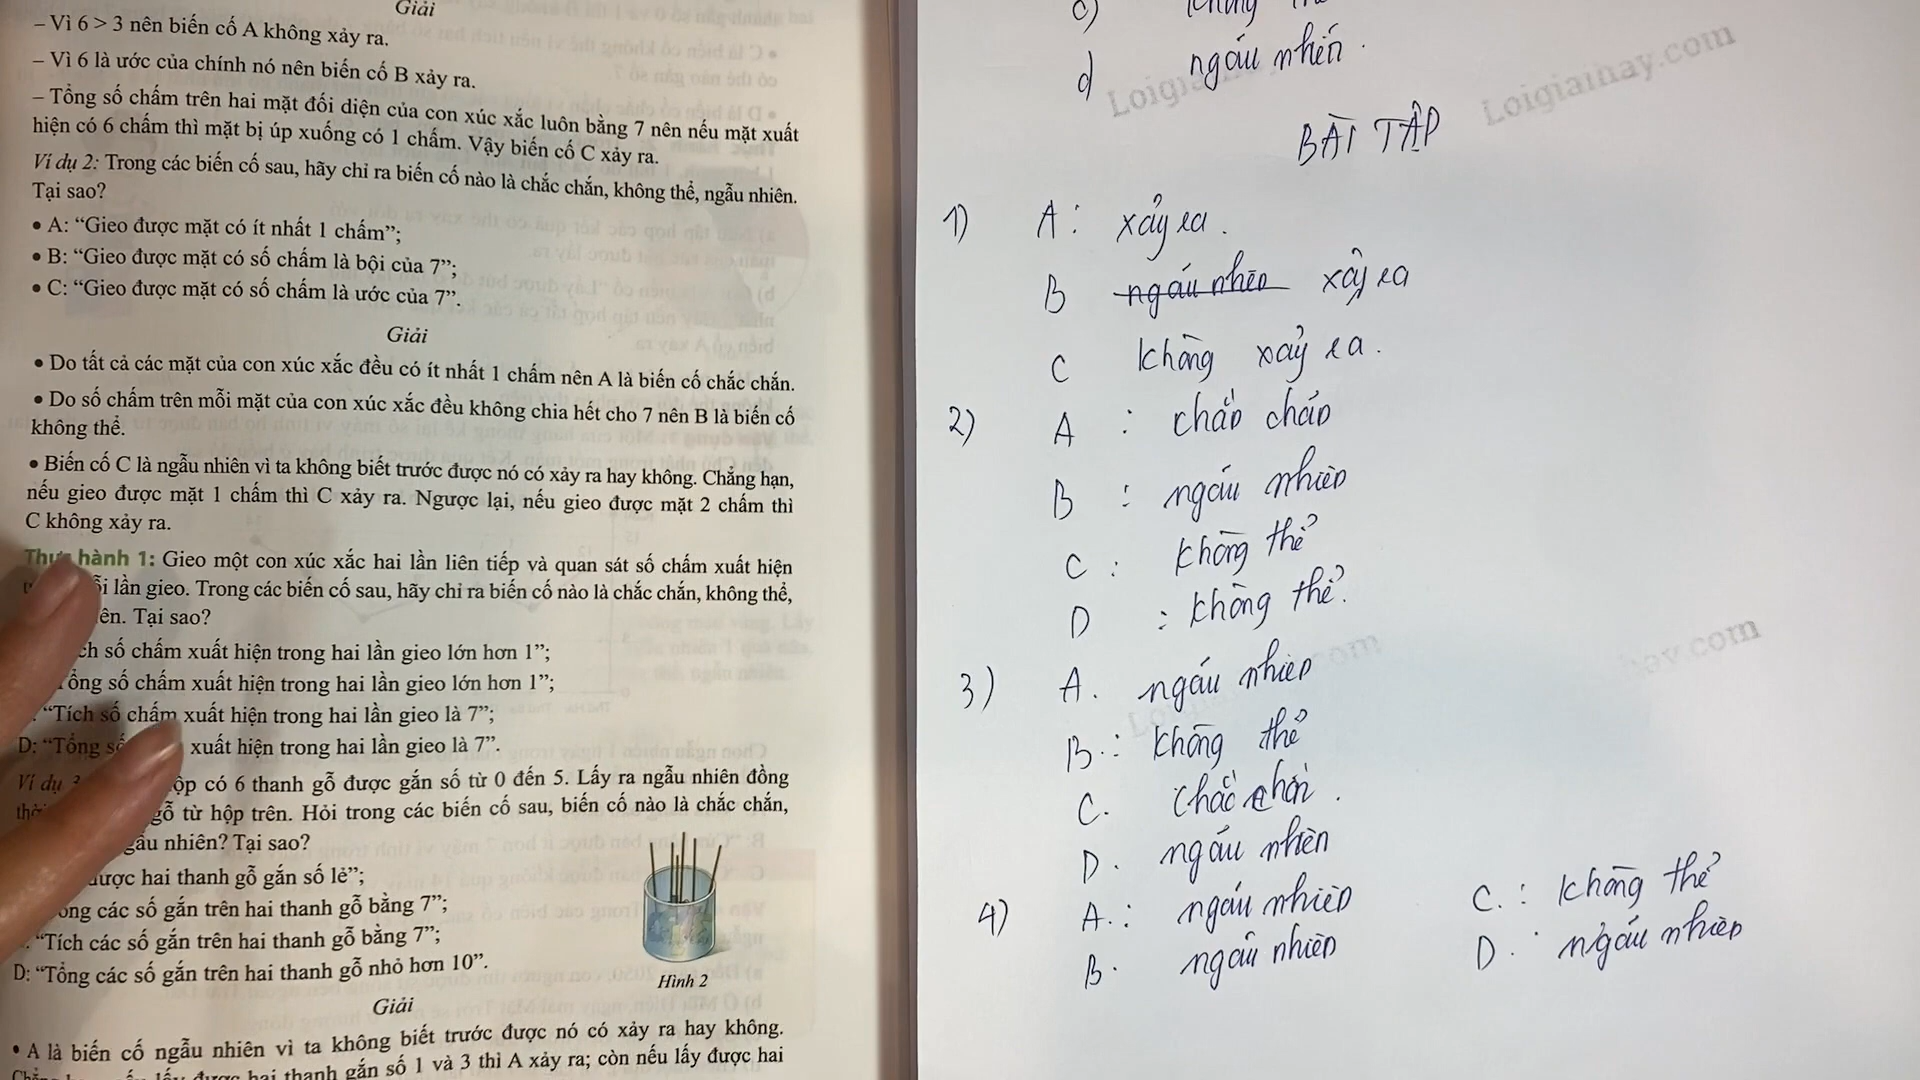 Giải
– Vì 6 > 3 nên biến cố A không xảy ra.
– Vì 6 là ước của chính nó nên biến cố B xảy ra.
– Tổng số chấm trên hai mặt đối diện của con xúc xắc luôn bằng 7 nên nếu mặt xuất
hiện có 6 chấm thì mặt bị úp xuống có 1 chấm. Vậy biến cố C xảy ra.
Ví dụ 2: Trong các biến cố sau, hãy chỉ ra biến cố nào là chắc chắn, không thể, ngẫu nhiên.
Tại sao?
• A: “Gieo được mặt có ít nhất 1 chấm”;
• B: “Gieo được mặt có số chấm là bội của 7”;
• C: “Gieo được mặt có số chấm là ước của 7”.
Giải
• Do tất cả các mặt của con xúc xắc đều có ít nhất 1 chấm nên A là biến cố chắc chắn.
• Do số chấm trên mỗi mặt của con xúc xắc đều không chia hết cho 7 nên B là biến cố
không thể.
• Biến cố C là ngẫu nhiên vì ta không biết trước được nó có xảy ra hay không. Chẳng hạn,
nếu gieo được mặt 1 chấm thì C xảy ra. Ngược lại, nếu gieo được mặt 2 chấm thì
C không xảy ra.
Thực hành 1: Gieo một con xúc xắc hai lần liên tiếp và quan sát số chấm xuất hiện
lần gieo. Trong các biến cố sau, hãy chỉ ra biến cố nào là chắc chắn, không thể,
Tại sao?
số chấm xuất hiện trong hai lần gieo lớn hơn 1”;
Tổng số chấm xuất hiện trong hai lần gieo lớn hơn 1”;
“Tích số chấm xuất hiện trong hai lần gieo là 7”;
D: “Tổng số xuất hiện trong hai lần gieo là 7”.
Ví dụ 3 có 6 thanh gỗ được gắn số từ 0 đến 5. Lấy ra ngẫu nhiên đồng
gỗ từ hộp trên. Hỏi trong các biến cố sau, biến cố nào là chắc chắn,
nhiên? Tại sao?
được hai thanh gỗ gắn số lẻ”;
các số gắn trên hai thanh gỗ bằng 7”;
“Tích các số gắn trên hai thanh gỗ bằng 7”;
D: “Tổng các số gắn trên hai thanh gỗ nhỏ hơn 10”.
Hình 2
Giải
• A là biến cố ngẫu nhiên vì ta không biết trước được nó có xảy ra hay không.
gắn số 1 và 3 thì A xảy ra; còn nếu lấy được hai
c)
d ngẫu nhiên.
Loigiainay.com
BÀI TẬP
1) A: xảy ra.
B ngẫu nhiên xảy ra
C không xảy ra.
2) A : chắn chắn
B : ngẫu nhiên
C : không thể
D : không thể.
3) A. ngẫu nhiên
B.: không thể
C. chắc chắn.
D. ngẫu nhiên
4) A.: ngẫu nhiên
B. ngẫu nhiên
C.: không thể
D. ngẫu nhiên